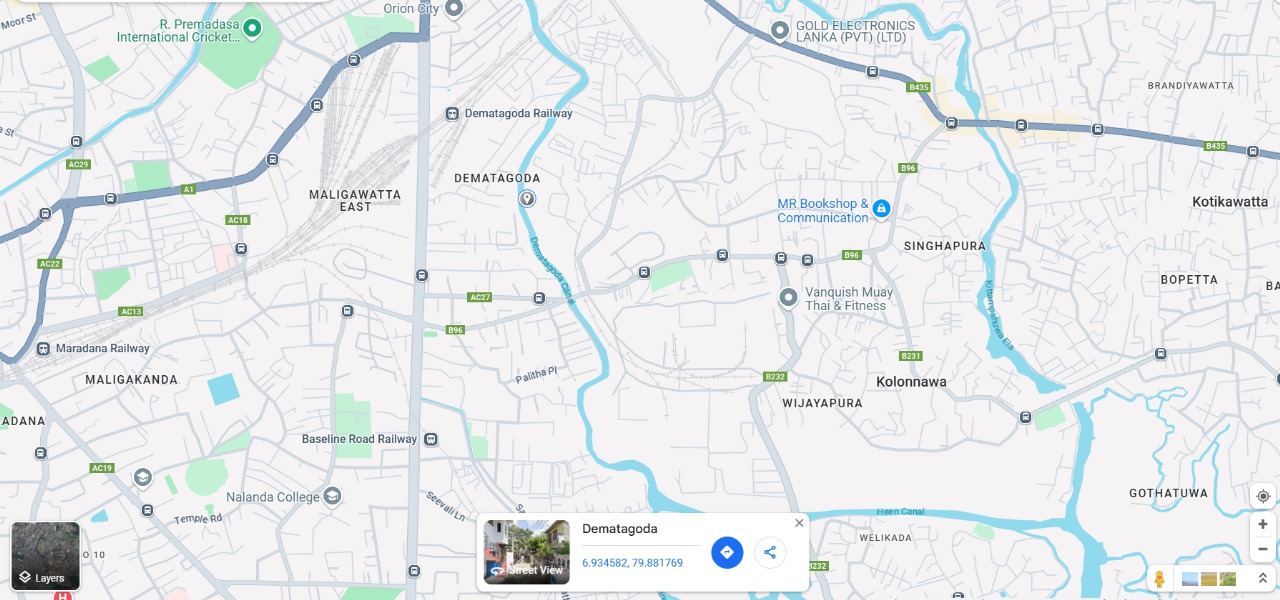 Moor St
R. Premadasa
International Cricket...
Orion City
GOLD ELECTRONICS
LANKA (PVT) (LTD)
B435
BRANDIYAWATTA
Dematagoda Railway
B435
a St
AC29
B96
DEMATAGODA
A1
MALIGAWATTA
EAST
MR Bookshop &
Communication
Kotikawatta
AC18
SINGHAPURA
B96
AC22
Dematagoda Canal
BOPETTA
BA
Kittampahuwa Ela
AC27
Vanquish Muay
Thai & Fitness
AC13
B96
Maradana Railway
B231
Palitha Pl
B232
MALIGAKANDA
Kolonnawa
WIJAYAPURA
ADANA
Baseline Road Railway
AC19
Nalanda College
Seevali Ln
Sa
GOTHATUWA
Temple Rd
Heen Canal
WELIKADA
O 10
Layers
Street View
Dematagoda
6.934582, 79.881769
B232
H